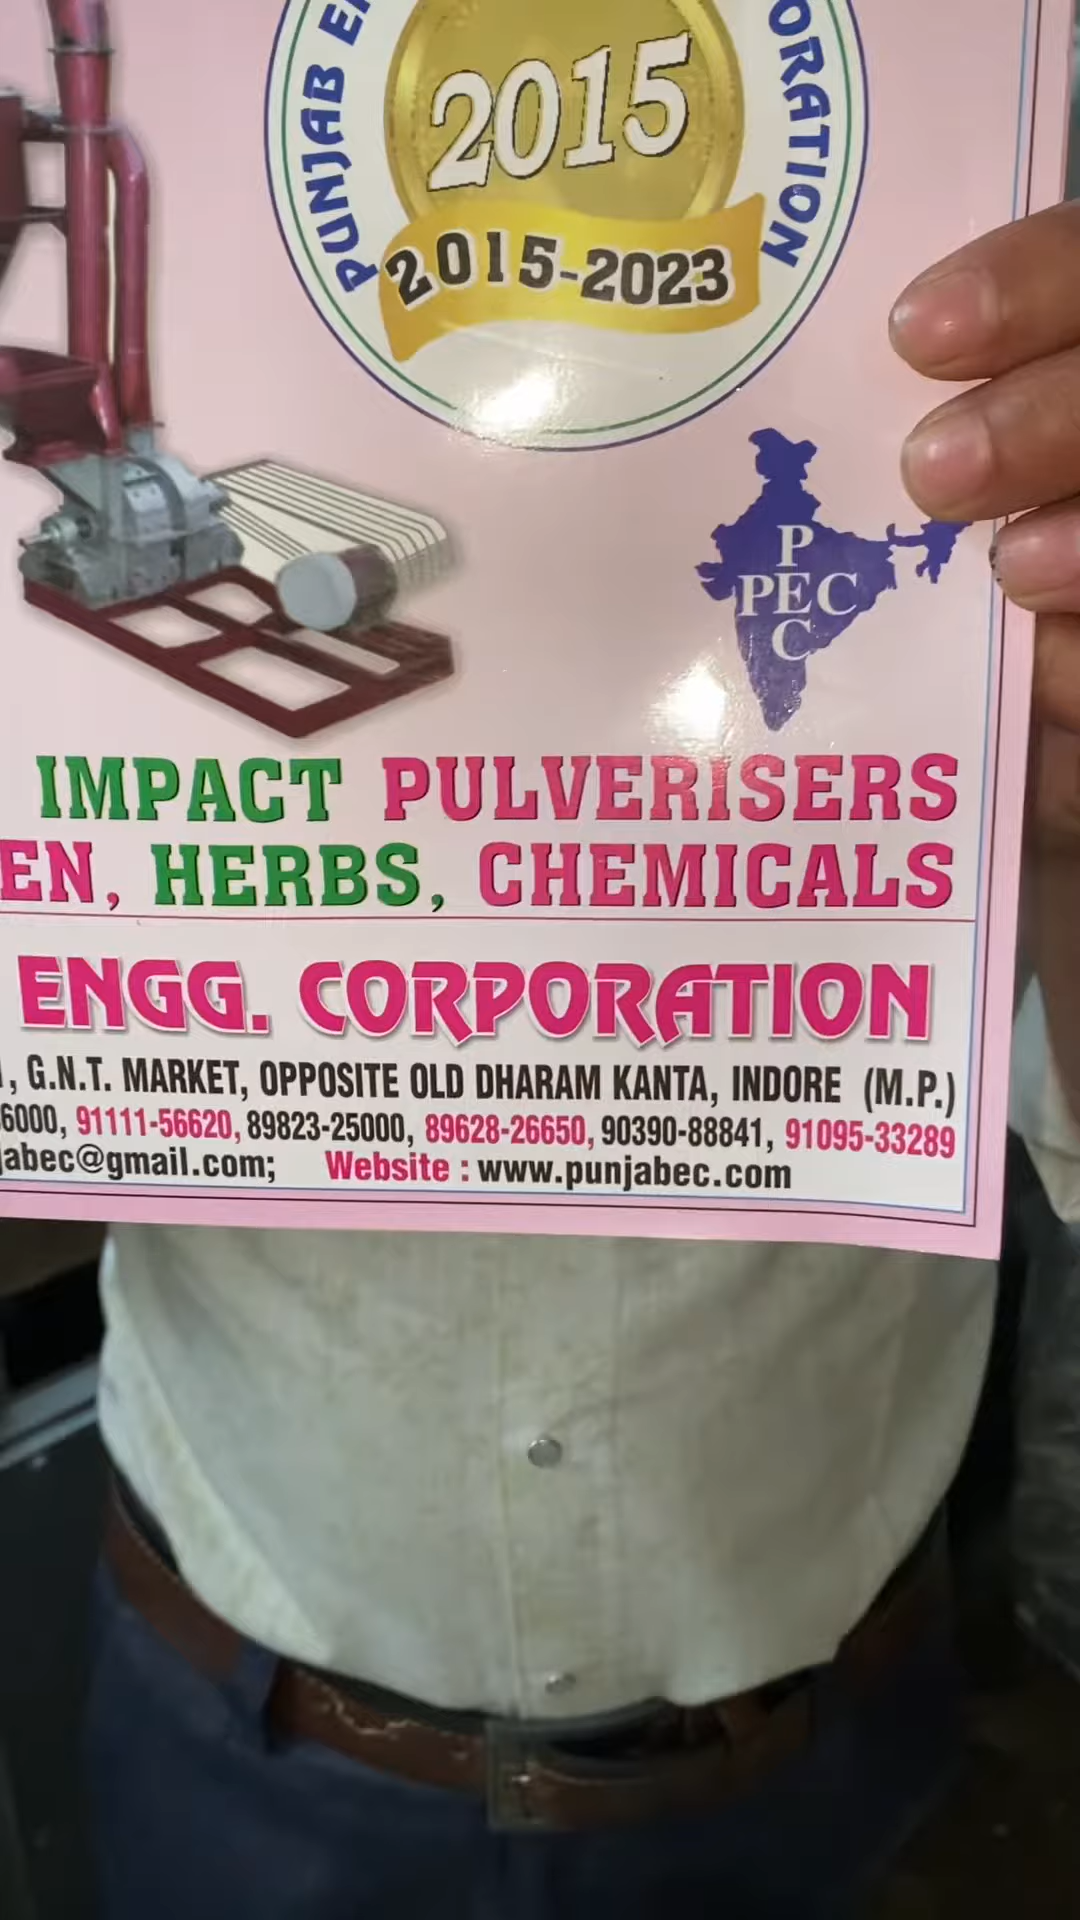 PUNJAB
ORATION
2015
2015-2023
P
PEC
C
IMPACT PULVERISERS
EN, HERBS, CHEMICALS
ENGG. CORPORATION
, G.N.T. MARKET, OPPOSITE OLD DHARAM KANTA, INDORE (M.P.)
6000, 91111-56620, 89823-25000, 89628-26650, 90390-88841, 91095-33289
jabec@gmail.com; Website : www.punjabec.com